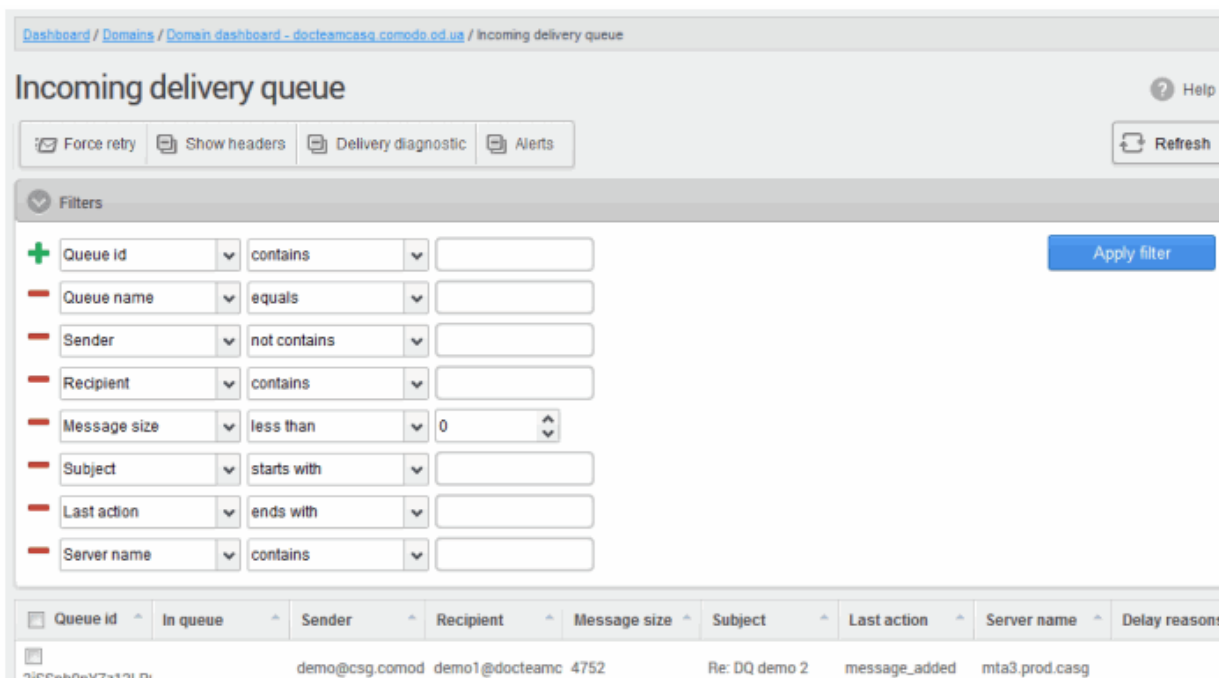 Dashboard / Domains / Domain dashboard - docteamcasg.comodo.od.ua / Incoming delivery queue
Incoming delivery queue
Help
Force retry Show headers Delivery diagnostic Alerts
Refresh
Filters
Queue id contains
Apply filter
Queue name equals
Sender not contains
Recipient contains
Message size less than 0
Subject starts with
Last action ends with
Server name contains
Queue id In queue Sender Recipient Message size Subject Last action Server name Delay reasons
demo@csg.comod demo1@docteamc 4752 Re: DQ demo 2 message_added mta3.prod.casg